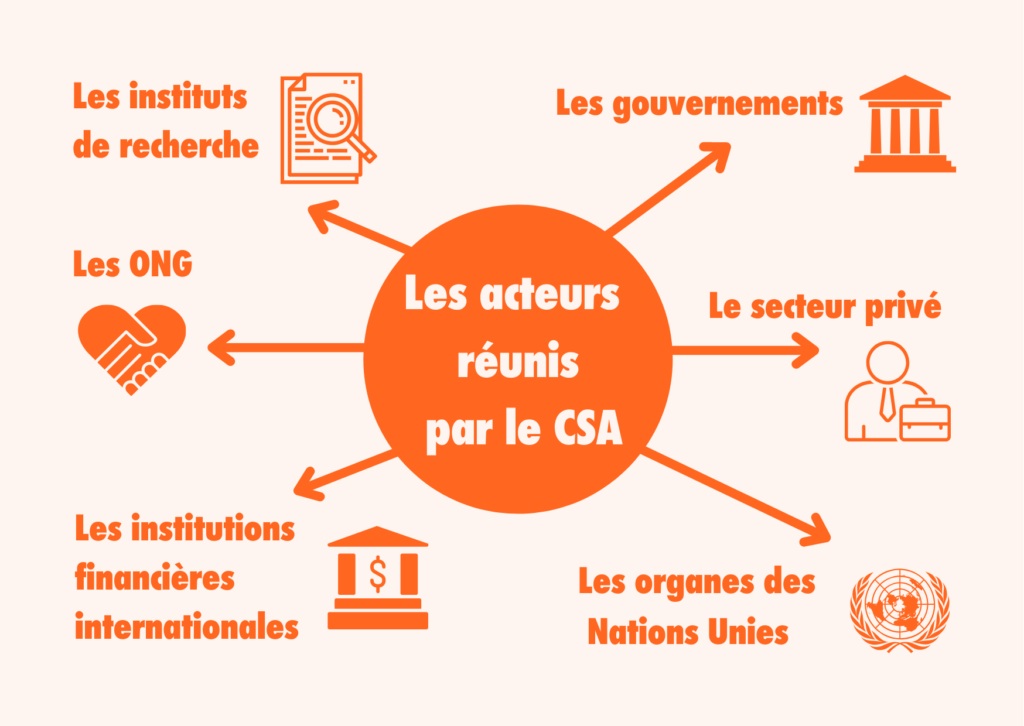 Les instituts
de recherche
Les gouvernements
Les ONG
Les acteurs
réunis
par le CSA
Le secteur privé
Les institutions
financières
internationales
$
Les organes des
Nations Unies